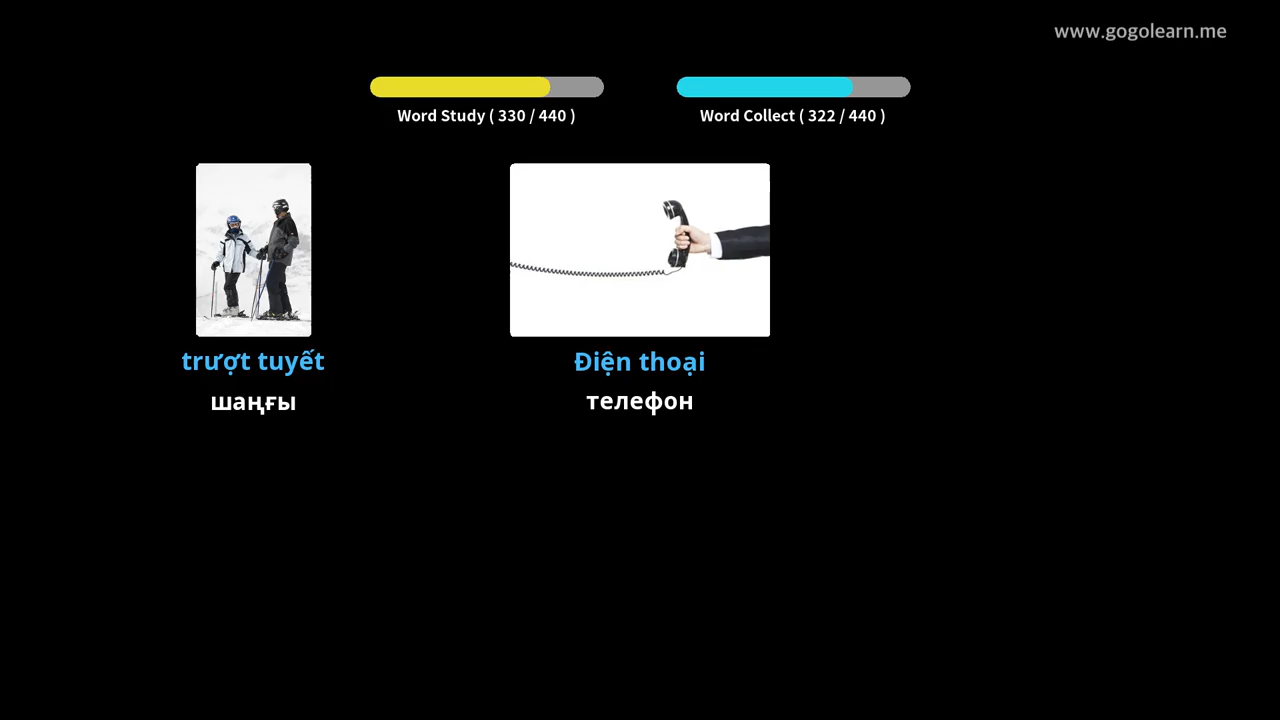 www.gogolearn.me
Word Study ( 330 / 440 )
Word Collect ( 322 / 440 )
trượt tuyết
шаңғы
Điện thoại
телефон